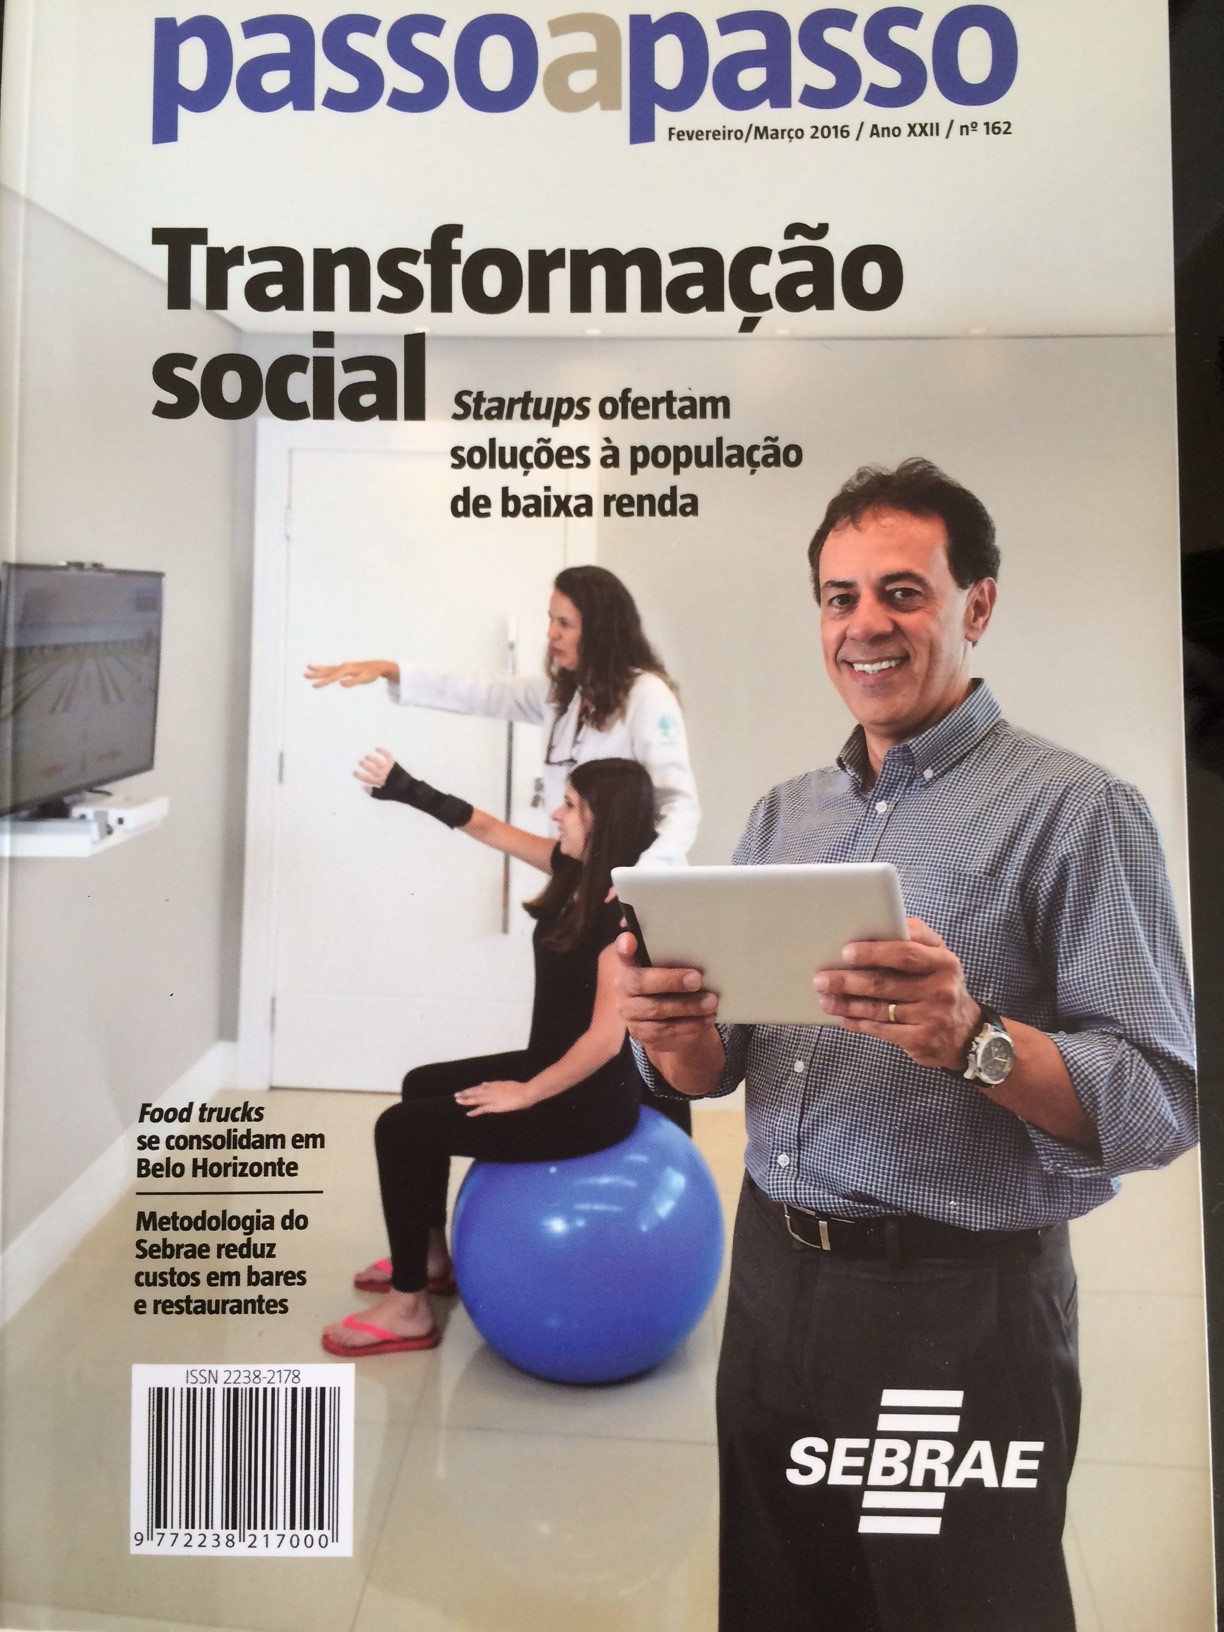 passoapasso
Fevereiro/Março 2016 / Ano XXII / nº 162
Transformação
social
Startups ofertam
soluções à população
de baixa renda
Food trucks
se consolidam em
Belo Horizonte
Metodologia do
Sebrae reduz
custos em bares
e restaurantes
ISSN 2238-2178
9 772238 217000
SEBRAE